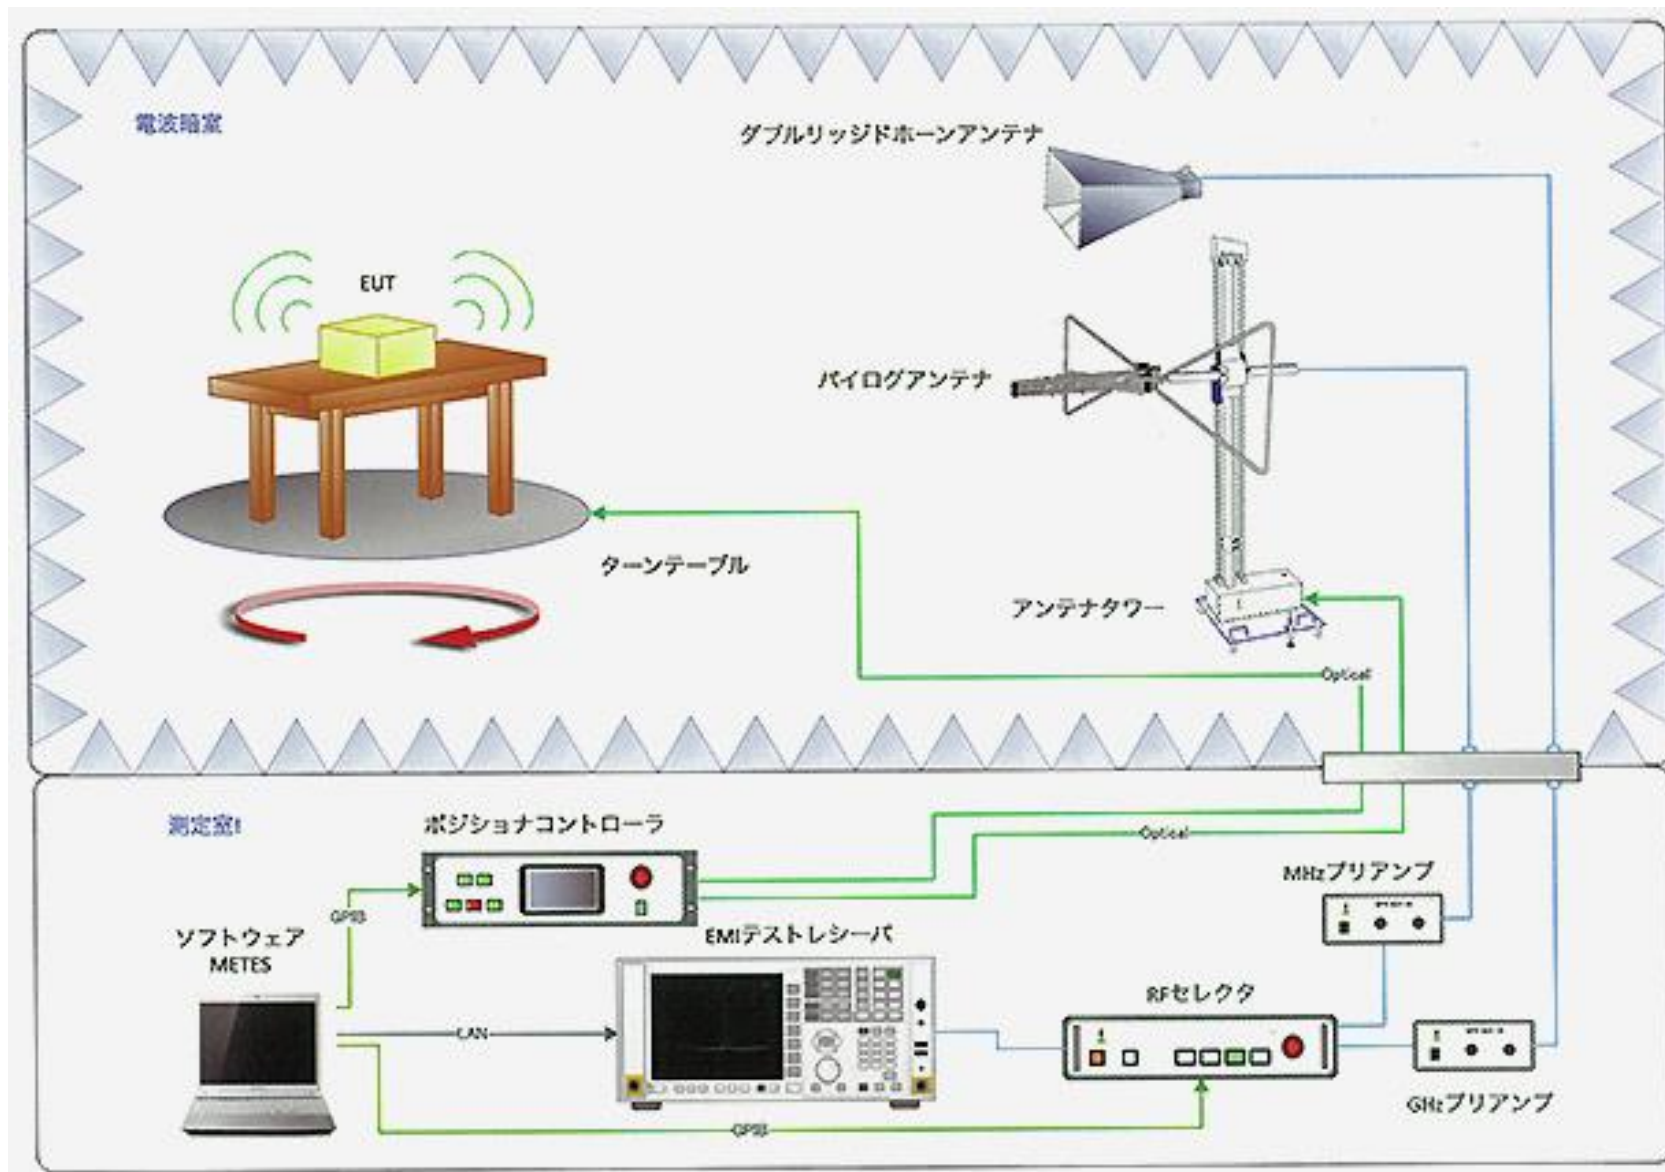 電波暗室
ダブルリッジドホーンアンテナ
EUT
バイログアンテナ
ターンテーブル
アンテナタワー
Optical
測定室
ポジショナコントローラ
Optical
MHzプリアンプ
GPIB
ソフトウェア
METES
EMIテストレシーバ
RFセレクタ
LAN
GHzプリアンプ
GPIB